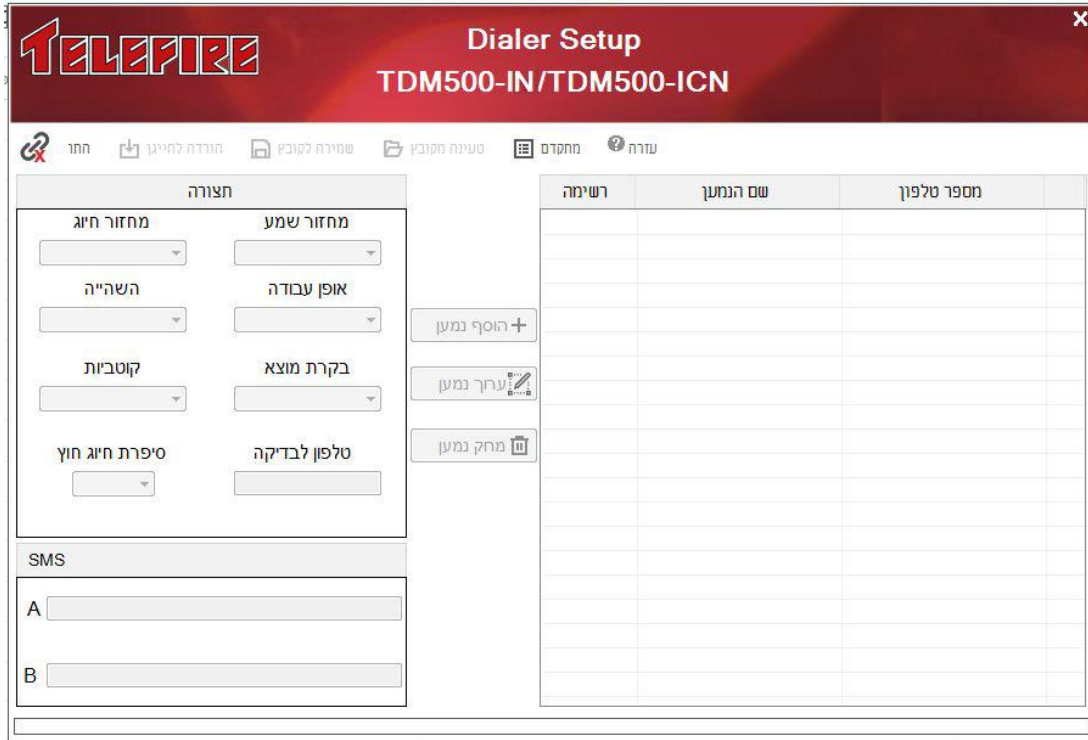 TELEFIRE
Dialer Setup
TDM500-IN/TDM500-ICN
התו
הורדה לחייגן
שמירה לקובץ
טעינה מקובץ
מתקדם
עזרה
תצורה
מחזור חיוג
מחזור שמע
השהייה
אופן עבודה
קוטביות
בקרת מוצא
סיפרת חיוג חוץ
טלפון לבדיקה
הוסף נמען
ערוך נמען
מחק נמען
רשימה
שם הנמען
מספר טלפון
SMS
A
B